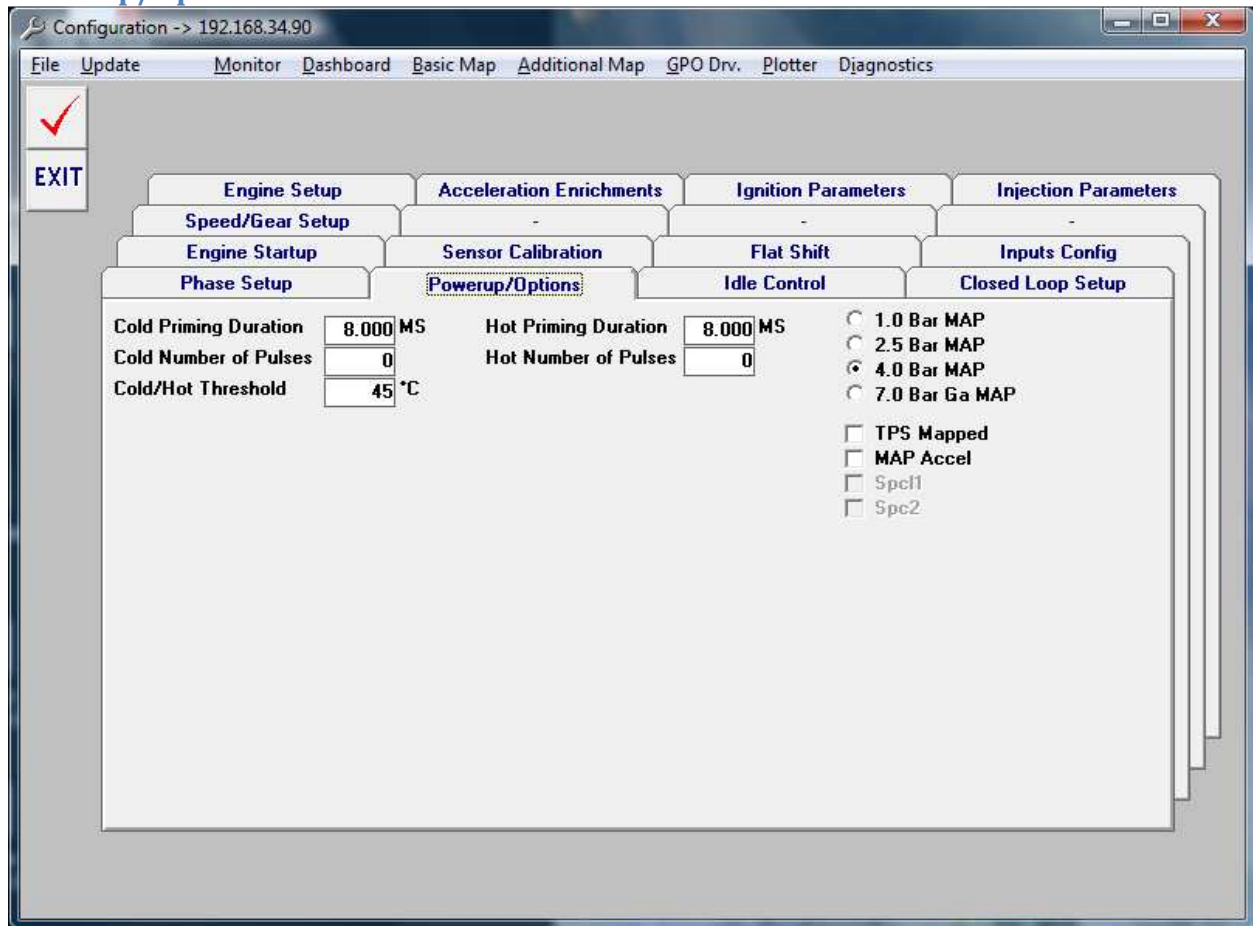 Configuration -> 192.168.34.90
File Update Monitor Dashboard Basic Map Additional Map GPO Drv. Plotter Diagnostics
EXIT
Engine Setup Acceleration Enrichments Ignition Parameters Injection Parameters
Speed/Gear Setup - - -
Engine Startup Sensor Calibration Flat Shift Inputs Config
Phase Setup Powerup/Options Idle Control Closed Loop Setup
Cold Priming Duration 8.000 MS Hot Priming Duration 8.000 MS 1.0 Bar MAP
Cold Number of Pulses 0 Hot Number of Pulses 0 2.5 Bar MAP
Cold/Hot Threshold 45 °C 4.0 Bar MAP
7.0 Bar Ga MAP
TPS Mapped
MAP Accel
Spcl1
Spc2